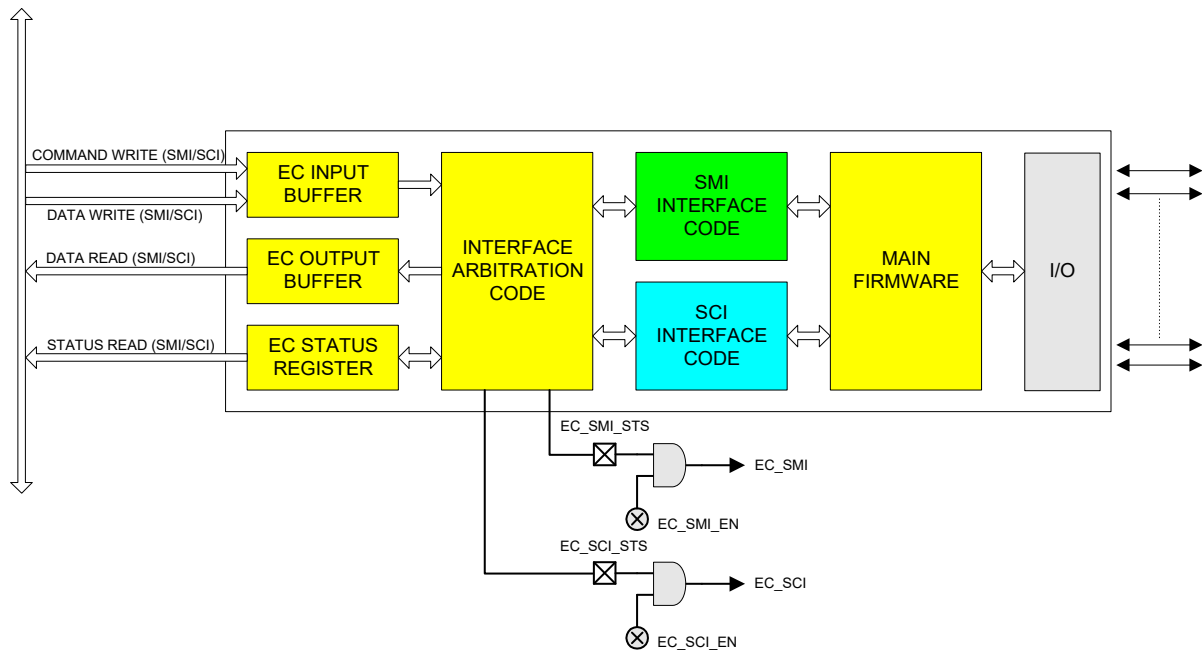 COMMAND WRITE (SMI/SCI)
DATA WRITE (SMI/SCI)
DATA READ (SMI/SCI)
STATUS READ (SMI/SCI)
EC INPUT
BUFFER
EC OUTPUT
BUFFER
EC STATUS
REGISTER
INTERFACE
ARBITRATION
CODE
SMI
INTERFACE
CODE
SCI
INTERFACE
CODE
MAIN
FIRMWARE
I/O
EC_SMI_STS
EC_SMI
EC_SMI_EN
EC_SCI_STS
EC_SCI
EC_SCI_EN